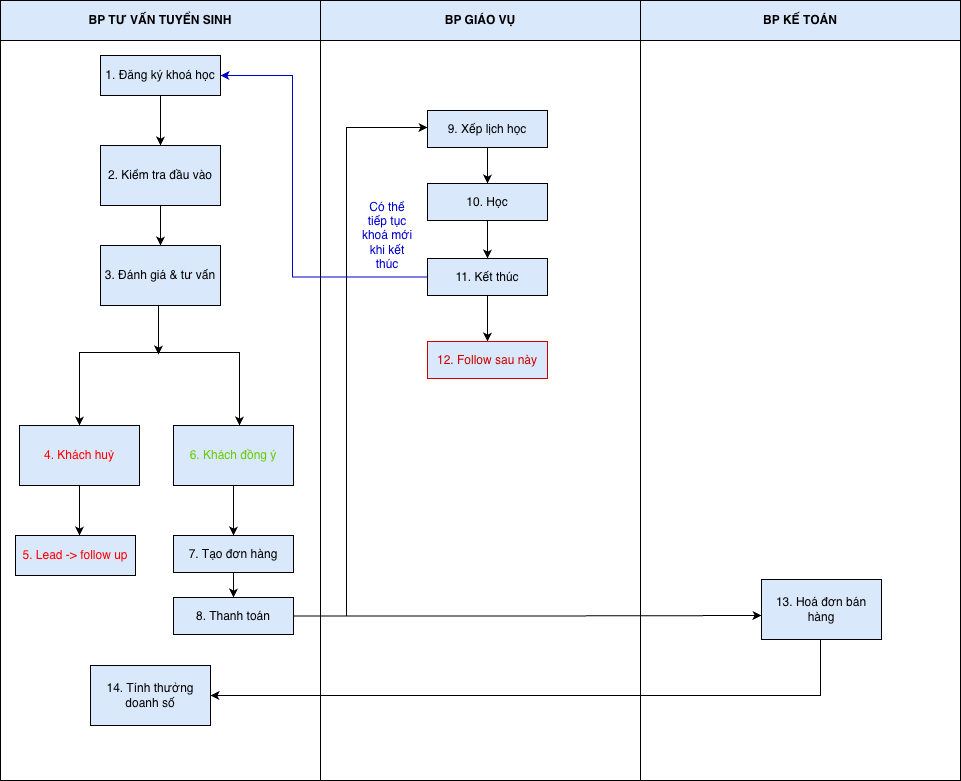 BP TƯ VẤN TUYỂN SINH
BP GIÁO VỤ
BP KẾ TOÁN
1. Đăng ký khoá học
2. Kiểm tra đầu vào
3. Đánh giá & tư vấn
4. Khách huỷ
5. Lead -> follow up
6. Khách đồng ý
7. Tạo đơn hàng
8. Thanh toán
14. Tính thưởng
doanh số
9. Xếp lịch học
10. Học
Có thể
tiếp tục
khoá mới
khi kết
thúc
11. Kết thúc
12. Follow sau này
13. Hoá đơn bán
hàng